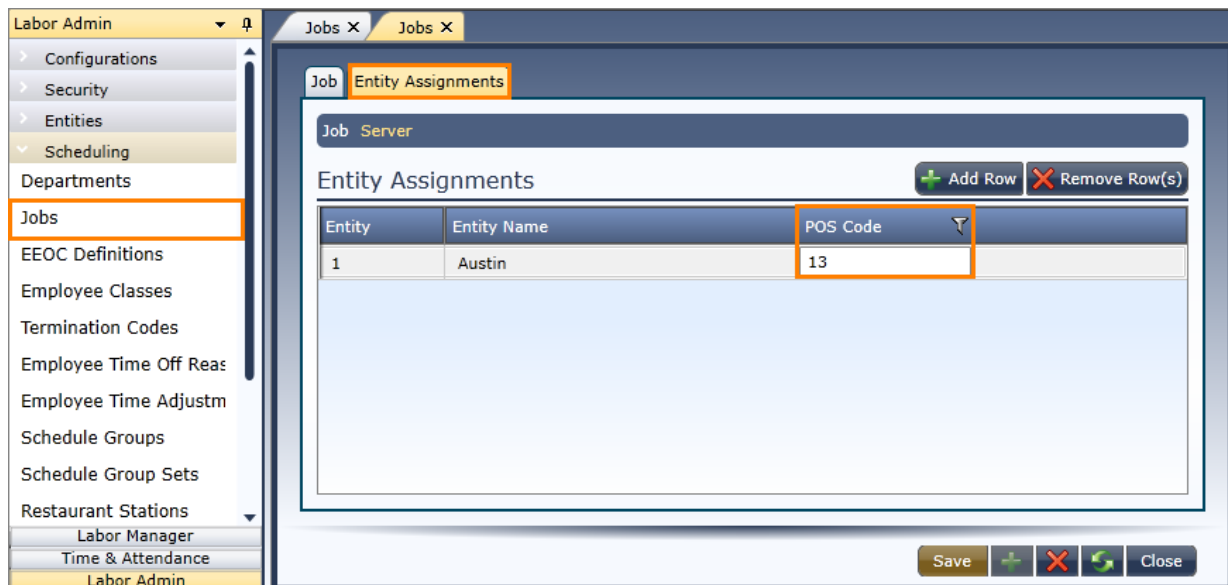 Labor Admin
Configurations
Security
Entities
Scheduling
Departments
Jobs
EEOC Definitions
Employee Classes
Termination Codes
Employee Time Off Reas
Employee Time Adjustm
Schedule Groups
Schedule Group Sets
Restaurant Stations
Labor Manager
Time & Attendance
Labor Admin
Jobs X Jobs X
Job Entity Assignments
Job Server
Entity Assignments Add Row Remove Row(s)
Entity Entity Name POS Code
1 Austin 13
Save Close